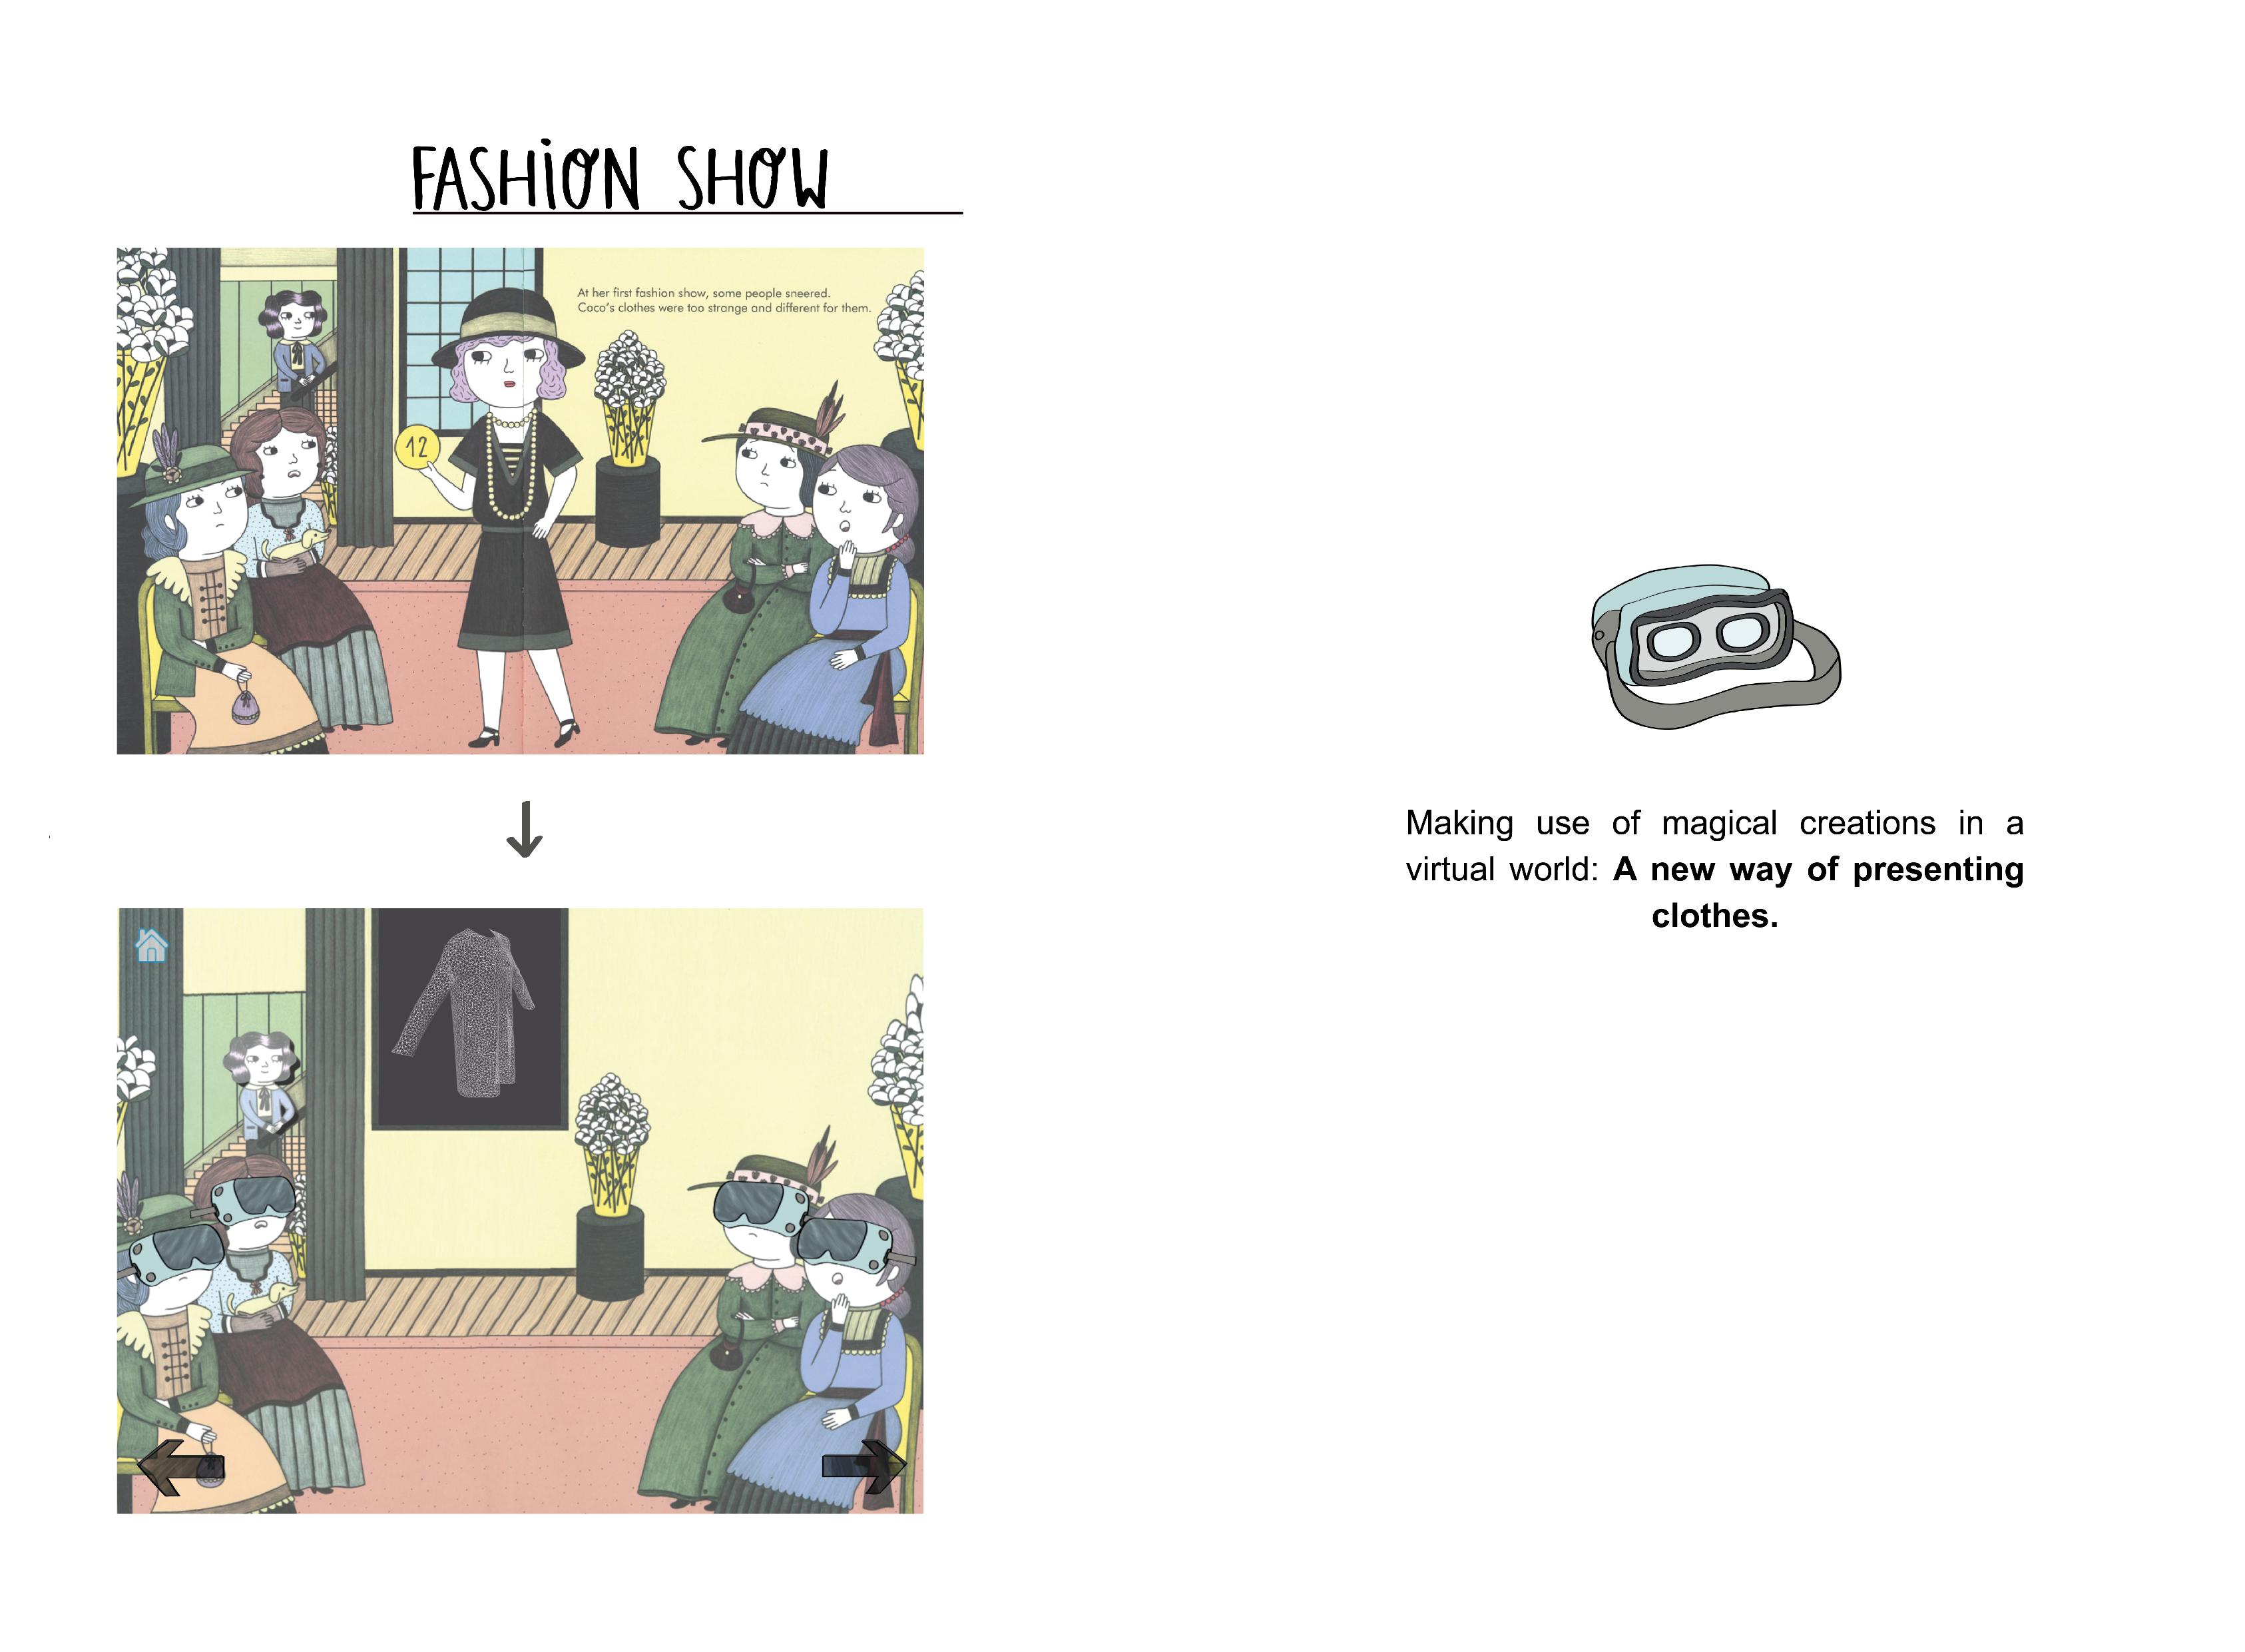 FASHION SHOW
At her first fashion show, some people sneered.
Coco's clothes were too strange and different for them.
12
Making use of magical creations in a
virtual world: A new way of presenting
clothes.